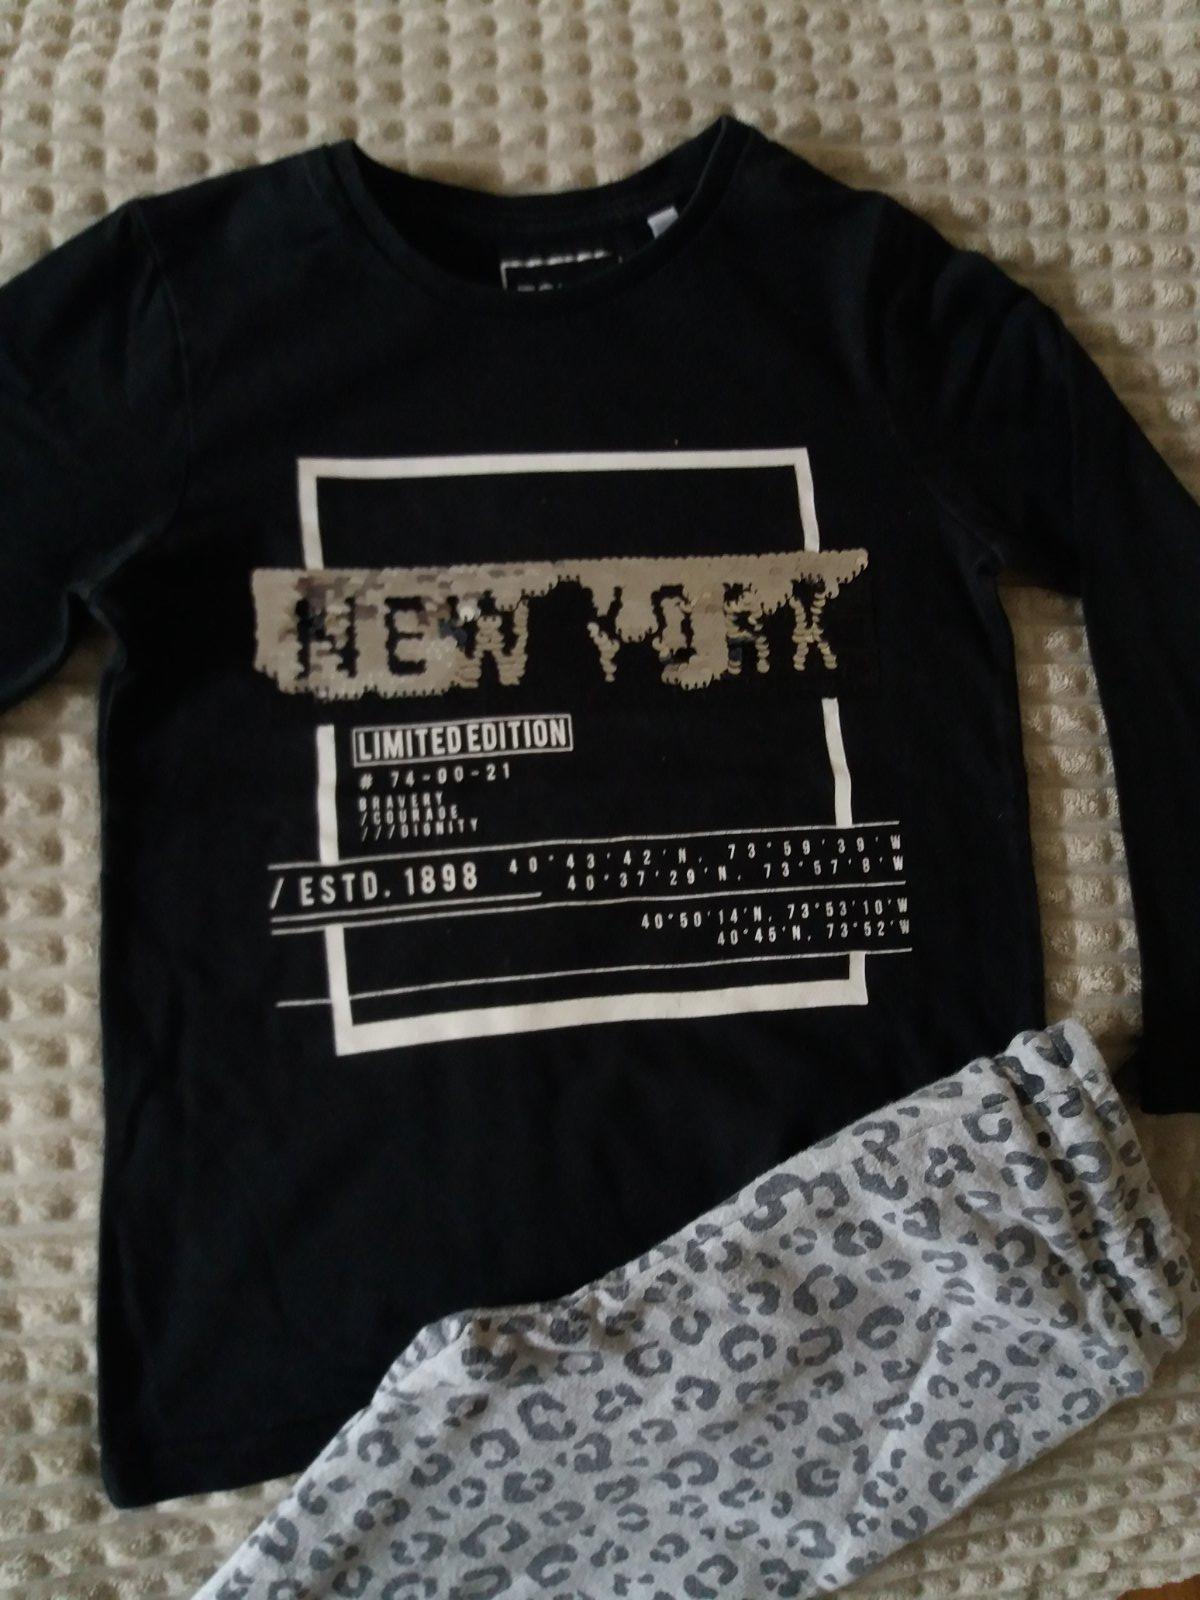 NEW YORK
LIMITED EDITION
# 74-00-21
BRAVERY
/COURAGE
///DIGNITY
/ ESTD. 1898
40°43'42'N, 73°59'39'W
40°37'29'N, 73°57'8'W
40°50'14'N, 73°53'10'W
40°45'N, 73°52'W